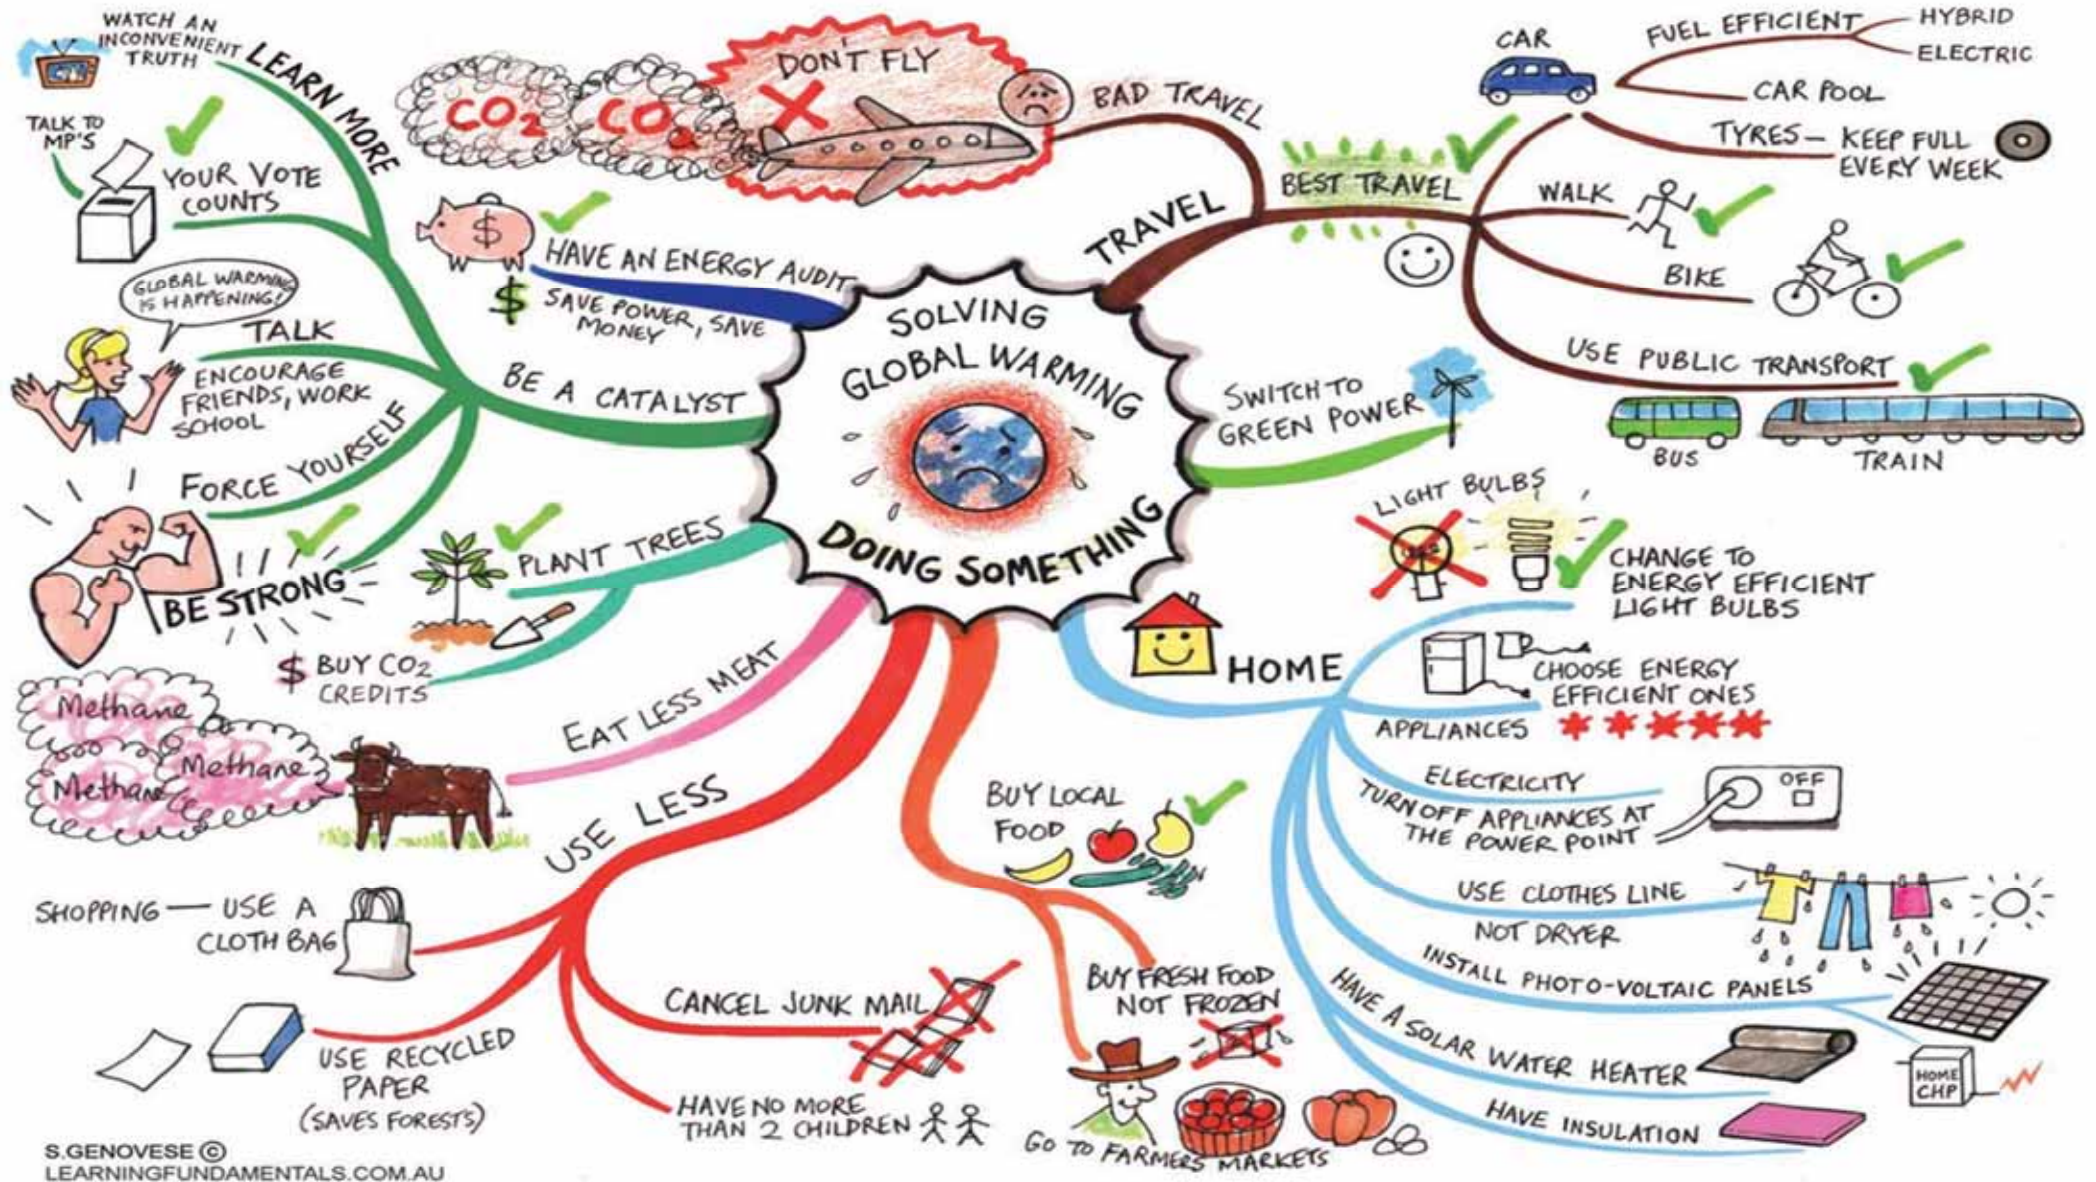 SOLVING
GLOBAL WARMING
DOING SOMETHING
TRAVEL
BAD TRAVEL
DON'T FLY
CO2
CO2
BEST TRAVEL
CAR
FUEL EFFICIENT
HYBRID
ELECTRIC
CAR POOL
TYRES – KEEP FULL
EVERY WEEK
WALK
BIKE
USE PUBLIC TRANSPORT
BUS
TRAIN
SWITCH TO
GREEN POWER
HOME
LIGHT BULBS
CHANGE TO
ENERGY EFFICIENT
LIGHT BULBS
CHOOSE ENERGY
EFFICIENT ONES
APPLIANCES
ELECTRICITY
TURN OFF APPLIANCES AT
THE POWER POINT
OFF
USE CLOTHES LINE
NOT DRYER
INSTALL PHOTO-VOLTAIC PANELS
HOME
CHP
HAVE A SOLAR WATER HEATER
HAVE INSULATION
BUY LOCAL
FOOD
BUY FRESH FOOD
NOT FROZEN
GO TO FARMERS MARKETS
USE LESS
SHOPPING — USE A
CLOTH BAG
USE RECYCLED
PAPER
(SAVES FORESTS)
CANCEL JUNK MAIL
HAVE NO MORE
THAN 2 CHILDREN
EAT LESS MEAT
Methane
Methane
Methane
PLANT TREES
$ BUY CO2
CREDITS
BE A CATALYST
LEARN MORE
WATCH AN
INCONVENIENT
TRUTH
TALK TO
MP'S
YOUR VOTE
COUNTS
GLOBAL WARMING
IS HAPPENING!
TALK
ENCOURAGE
FRIENDS, WORK
SCHOOL
FORCE YOURSELF
BE STRONG
HAVE AN ENERGY AUDIT
$
$
SAVE POWER, SAVE
MONEY
S.GENOVESE ©
LEARNINGFUNDAMENTALS.COM.AU